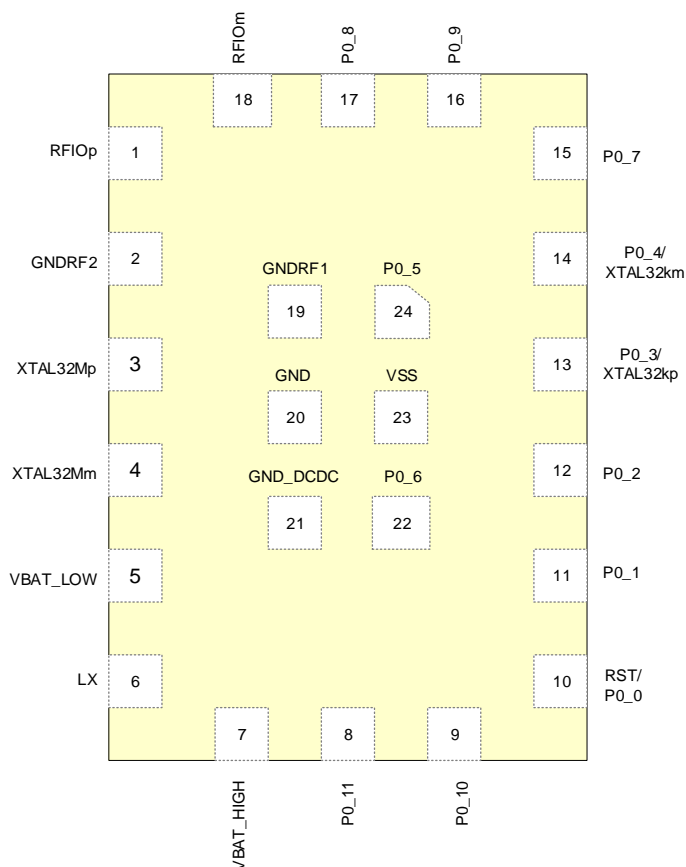 RFIOm
P0_8
P0_9
18
17
16
RFIOp
1
15
P0_7
GNDRF2
2
14
P0_4/
XTAL32km
GNDRF1
P0_5
19
24
XTAL32Mp
3
13
P0_3/
XTAL32kp
GND
VSS
20
23
XTAL32Mm
4
12
P0_2
GND_DCDC
P0_6
21
22
VBAT_LOW
5
11
P0_1
LX
6
10
RST/
P0_0
7
8
9
VBAT_HIGH
P0_11
P0_10